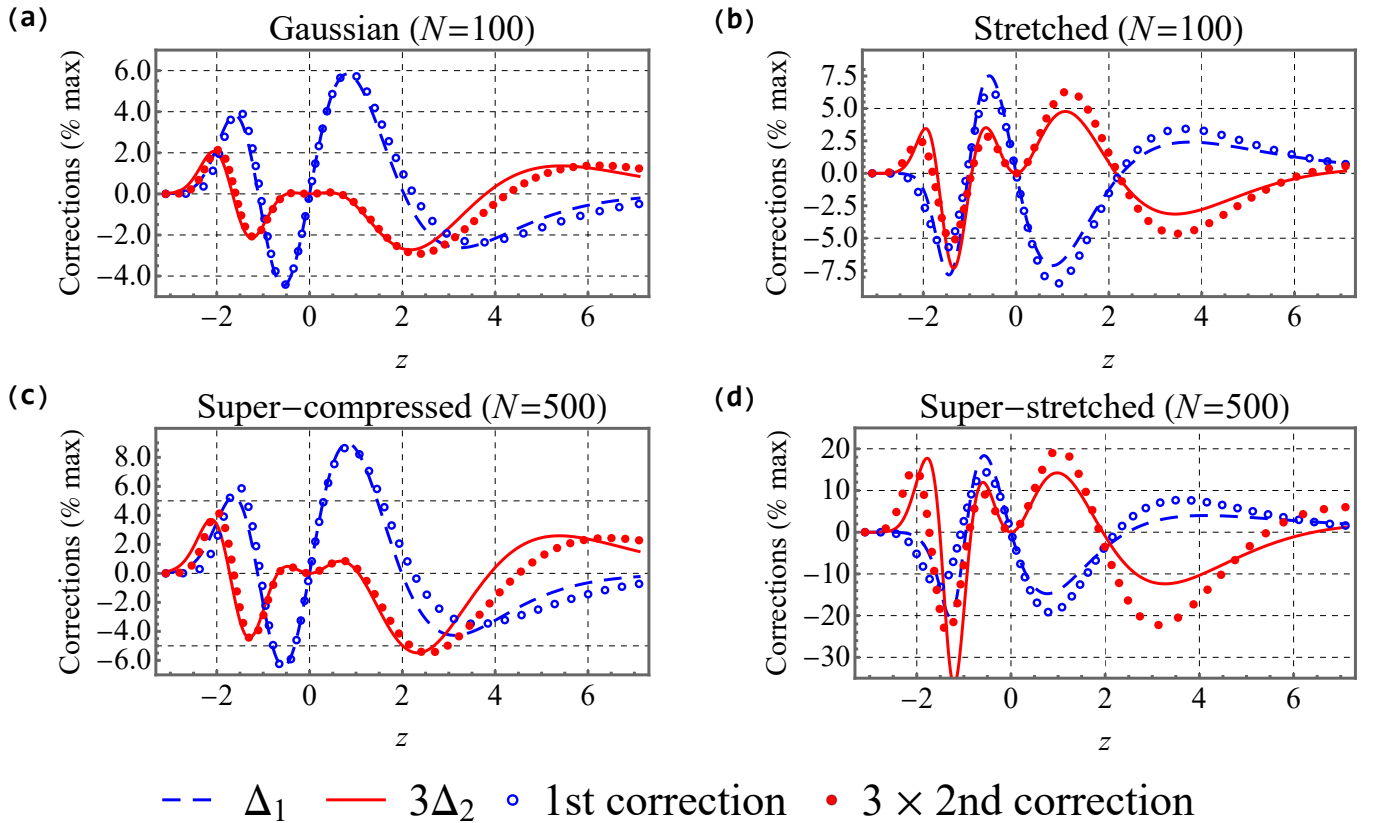 (a)
Gaussian (N=100)
Corrections (% max)
6.0
4.0
2.0
0.0
−2.0
−4.0
−2
0
2
4
6
z
(b)
Stretched (N=100)
Corrections (% max)
7.5
5.0
2.5
0.0
−2.5
−5.0
−7.5
−2
0
2
4
6
z
(c)
Super−compressed (N=500)
Corrections (% max)
8.0
6.0
4.0
2.0
0.0
−2.0
−4.0
−6.0
−2
0
2
4
6
z
(d)
Super−stretched (N=500)
Corrections (% max)
20
10
0
−10
−20
−30
−2
0
2
4
6
z
Δ₁ 3Δ₂ 1st correction 3 × 2nd correction